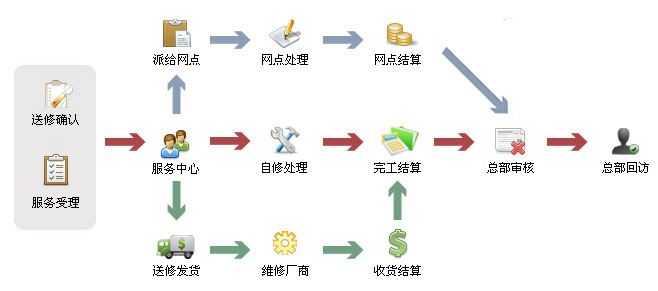 派给网点
网点处理
网点结算
送修确认
服务受理
服务中心
自修处理
完工结算
总部审核
总部回访
送修发货
维修厂商
收货结算